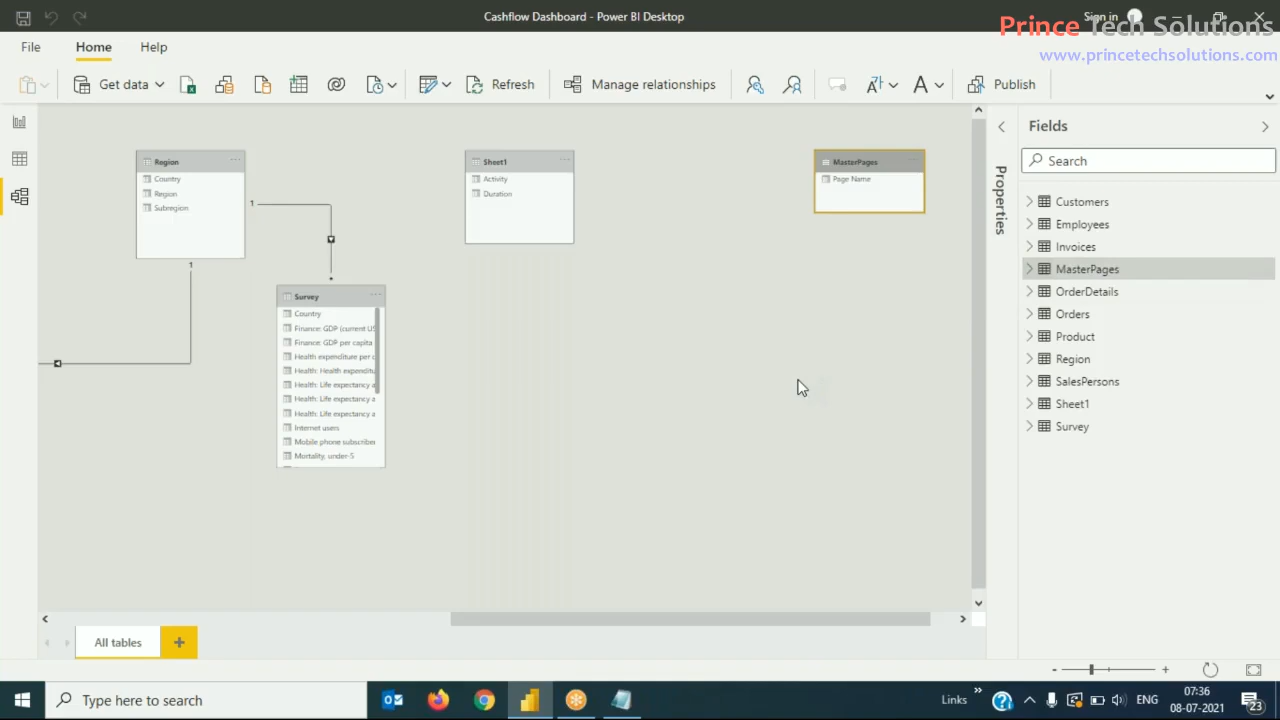 Cashflow Dashboard - Power BI Desktop
Sign in
Prince Tech Solutions
www.princetechsolutions.com
File
Home
Help
Get data
Refresh
Manage relationships
Publish
Region
Country
Region
Subregion
1
1
Sheet1
Activity
Duration
MasterPages
Page Name
Survey
Country
Finance: GDP (current US
Finance: GDP per capita
Health expenditure per c
Health: Health expenditu
Health: Life expectancy a
Health: Life expectancy a
Health: Life expectancy a
Internet users
Mobile phone subscriber
Mortality, under-5
Properties
Fields
Search
Customers
Employees
Invoices
MasterPages
OrderDetails
Orders
Product
Region
SalesPersons
Sheet1
Survey
All tables
Type here to search
Links
ENG
07:36
08-07-2021
23